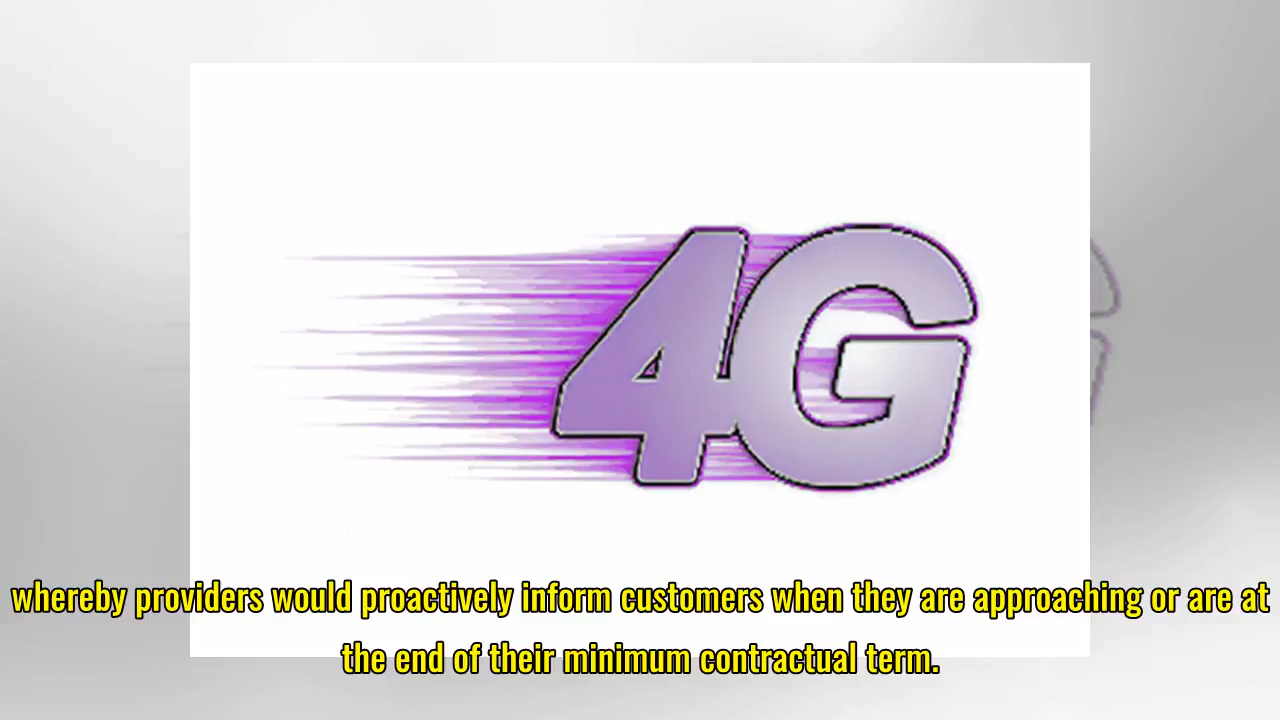 4G
whereby providers would proactively inform customers when they are approaching or are at
the end of their minimum contractual term.